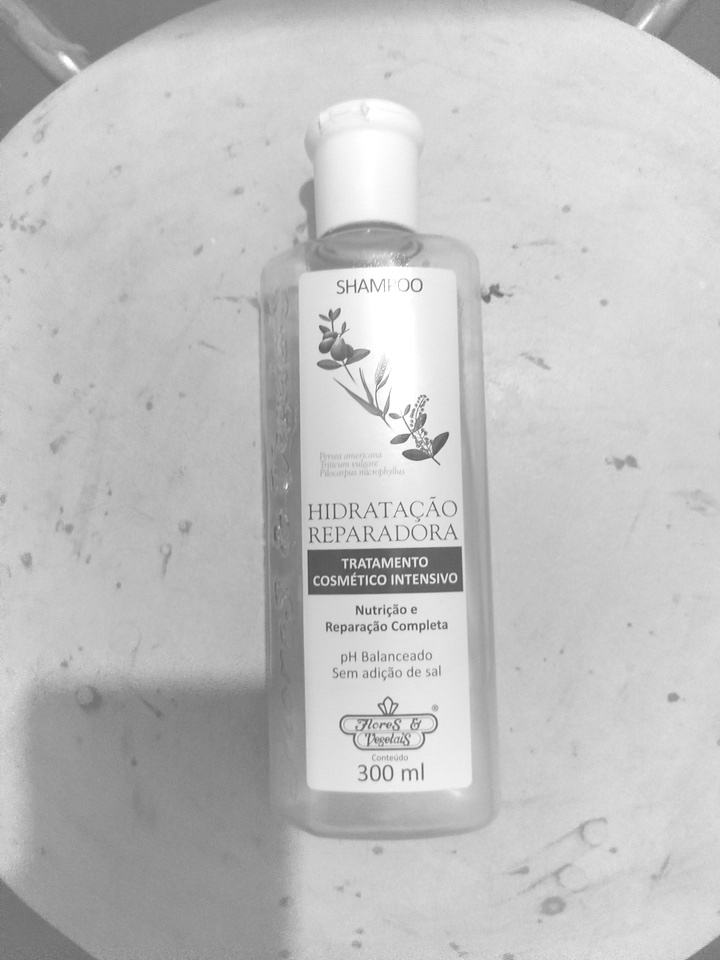 SHAMPOO
Persea americana
Triticum vulgare
Pilocarpus microphyllus
HIDRATAÇÃO
REPARADORA
TRATAMENTO
COSMÉTICO INTENSIVO
Nutrição e
Reparação Completa
pH Balanceado
Sem adição de sal
Flores &
Vegetais
®
Conteúdo
300 ml